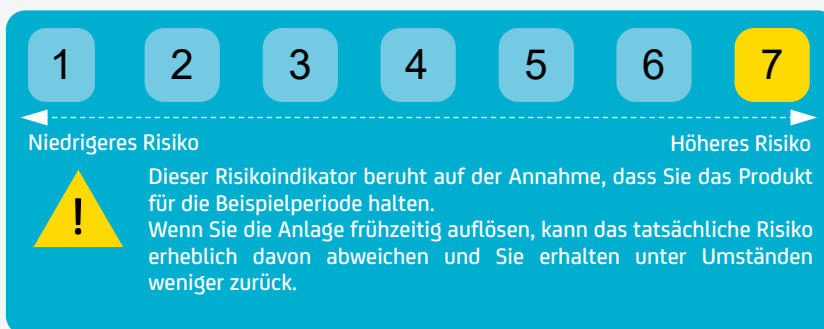 1 2 3 4 5 6 7
Niedrigeres Risiko Höheres Risiko
!
Dieser Risikoindikator beruht auf der Annahme, dass Sie das Produkt
für die Beispielperiode halten.
Wenn Sie die Anlage frühzeitig auflösen, kann das tatsächliche Risiko
erheblich davon abweichen und Sie erhalten unter Umständen
weniger zurück.